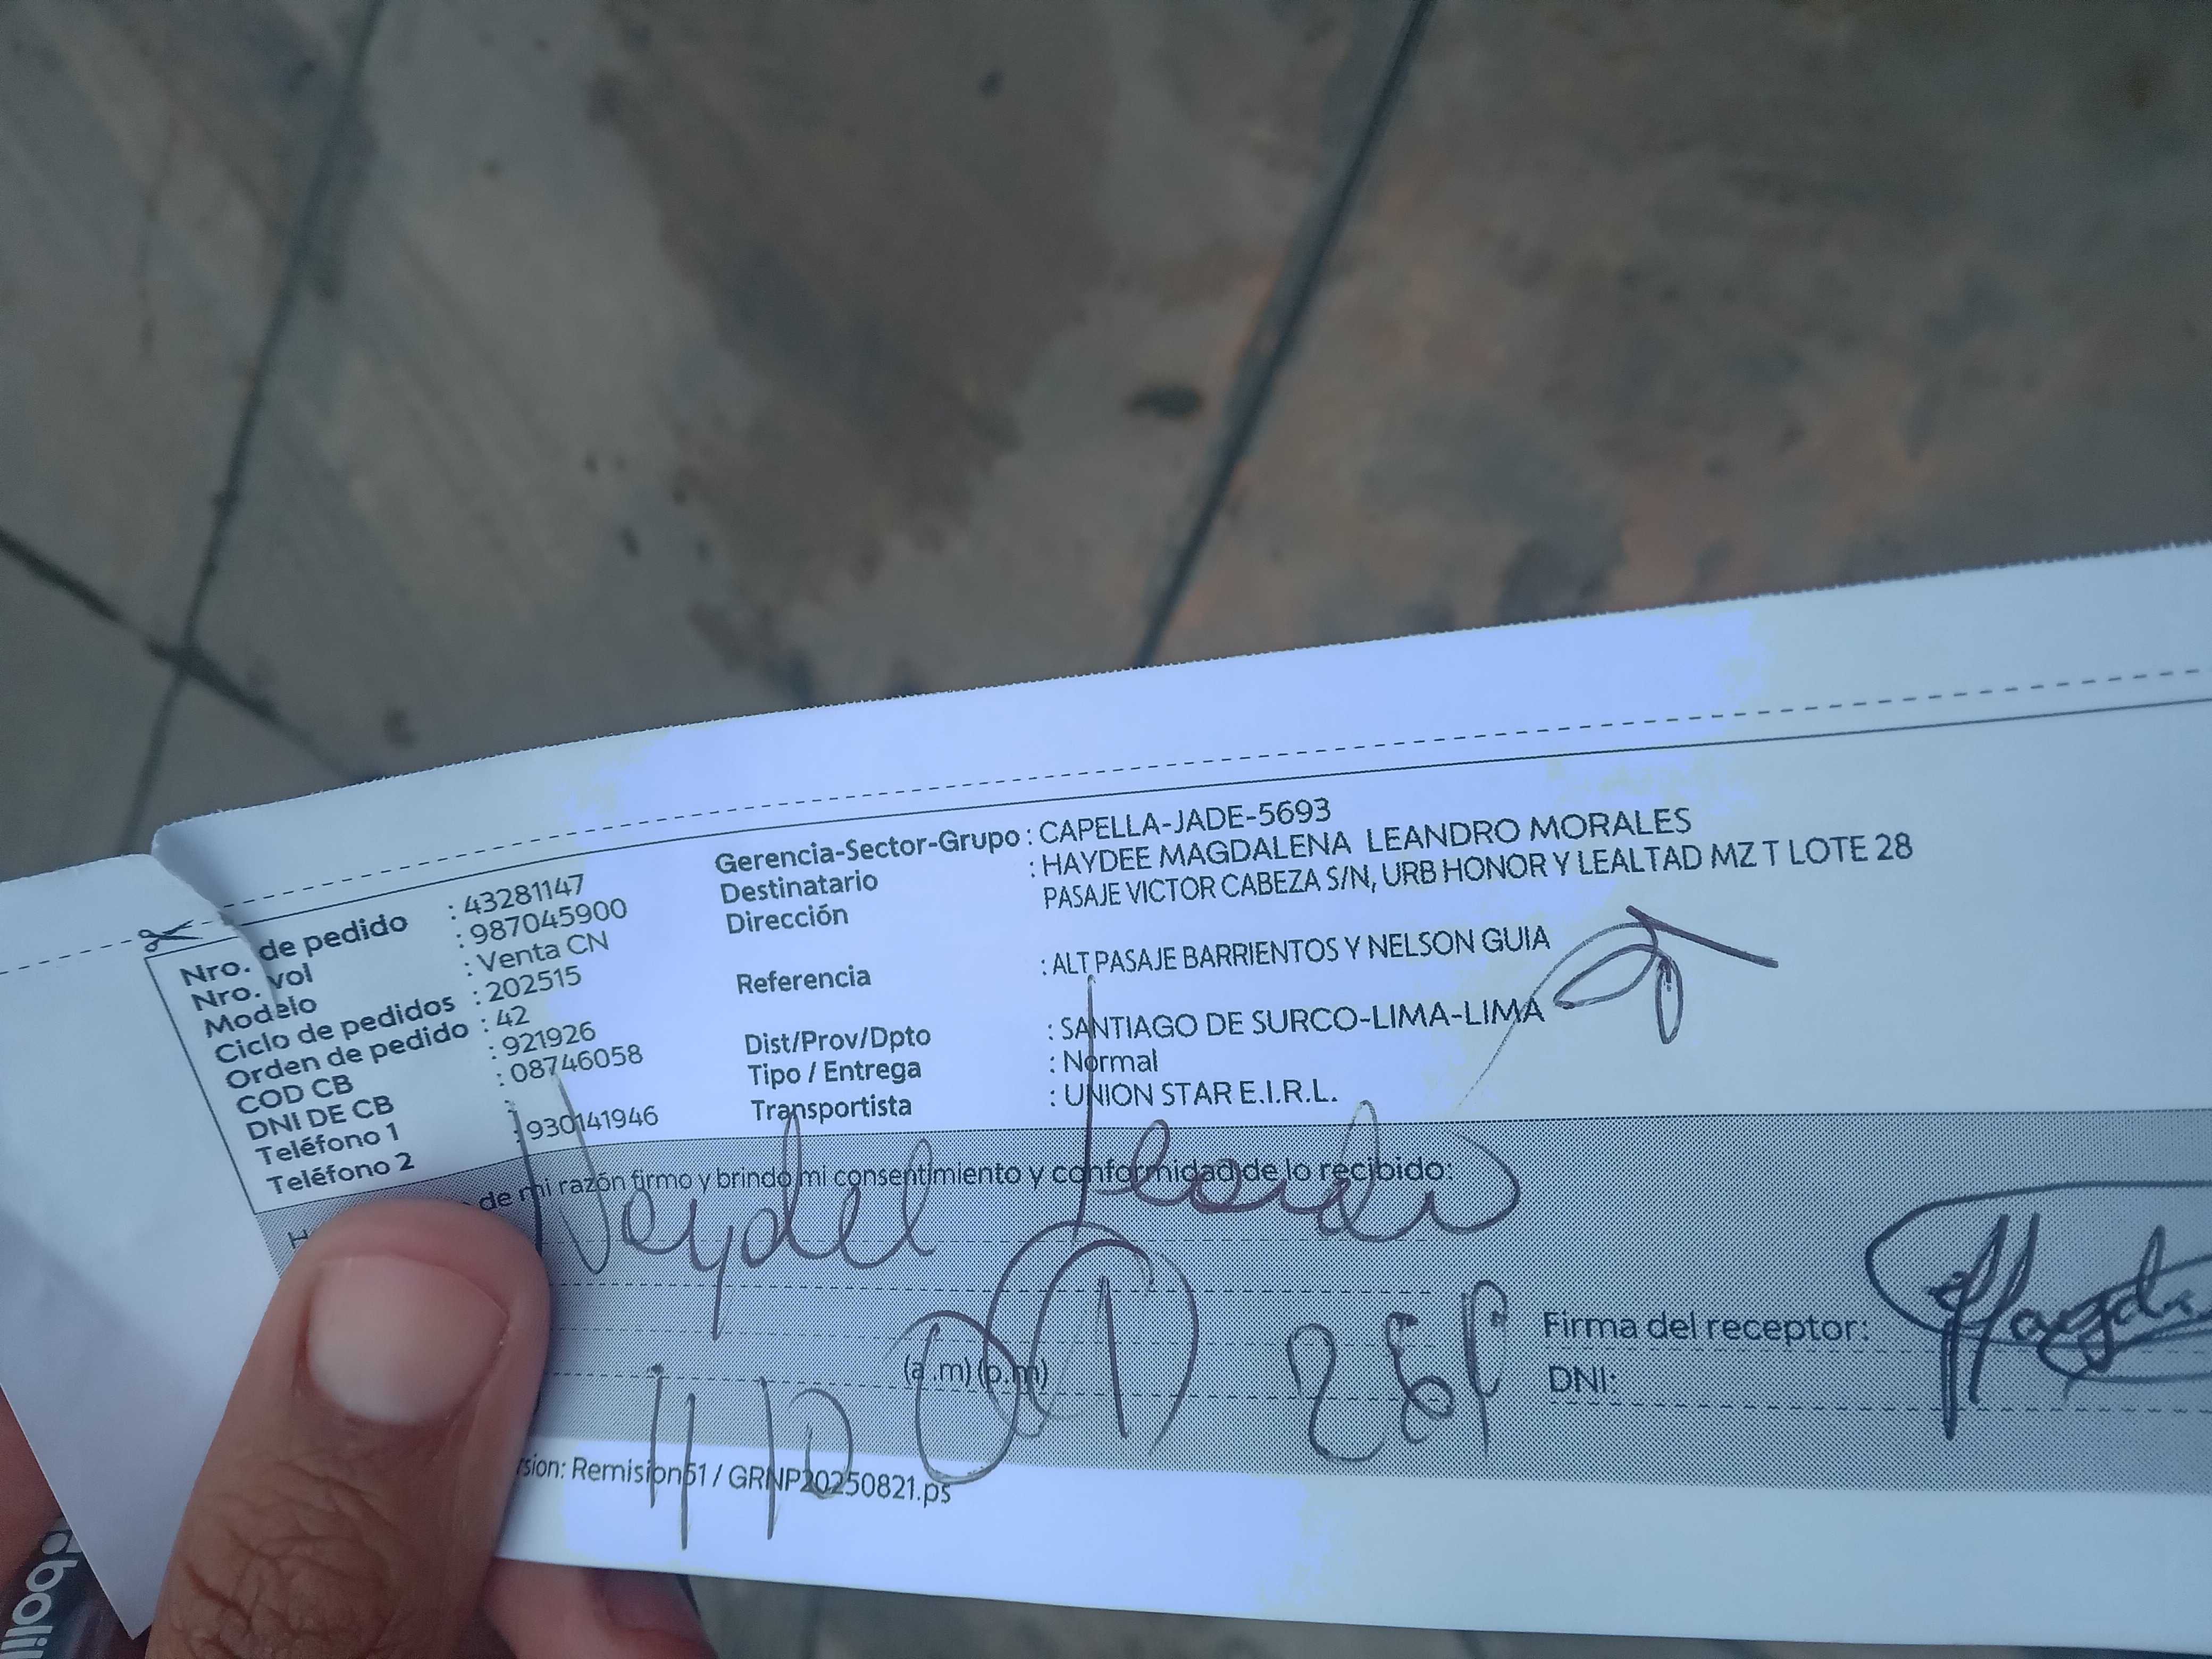 Nro. de pedido : 43281147
Nro. vol : 987045900
Modelo : Venta CN
Ciclo de pedidos : 202515
Orden de pedido : 42
COD CB : 921926
DNI DE CB : 08746058
Teléfono 1 :
Teléfono 2 : 930141946
Gerencia-Sector-Grupo : CAPELLA-JADE-5693
Destinatario : HAYDEE MAGDALENA LEANDRO MORALES
Dirección PASAJE VICTOR CABEZA S/N, URB HONOR Y LEALTAD MZ T LOTE 28
Referencia : ALT PASAJE BARRIENTOS Y NELSON GUIA
Dist/Prov/Dpto : SANTIAGO DE SURCO-LIMA-LIMA
Tipo / Entrega : Normal
Transportista : UNION STAR E.I.R.L.
de mi razón firmo y brindo mi consentimiento y conformidad de lo recibido:
(a.m) (p.m)
Firma del receptor:
DNI:
rsion: Remision51 / GRNP20250821.ps